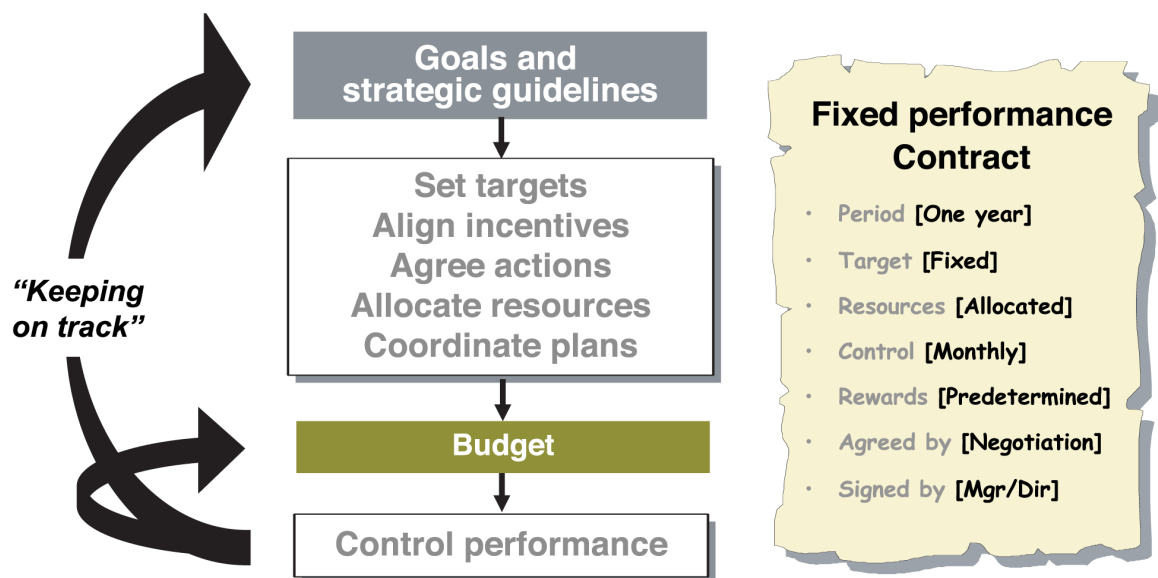 Goals and
strategic guidelines
Set targets
Align incentives
Agree actions
Allocate resources
Coordinate plans
“Keeping
on track”
Budget
Control performance
Fixed performance
Contract
• Period [One year]
• Target [Fixed]
• Resources [Allocated]
• Control [Monthly]
• Rewards [Predetermined]
• Agreed by [Negotiation]
• Signed by [Mgr/Dir]